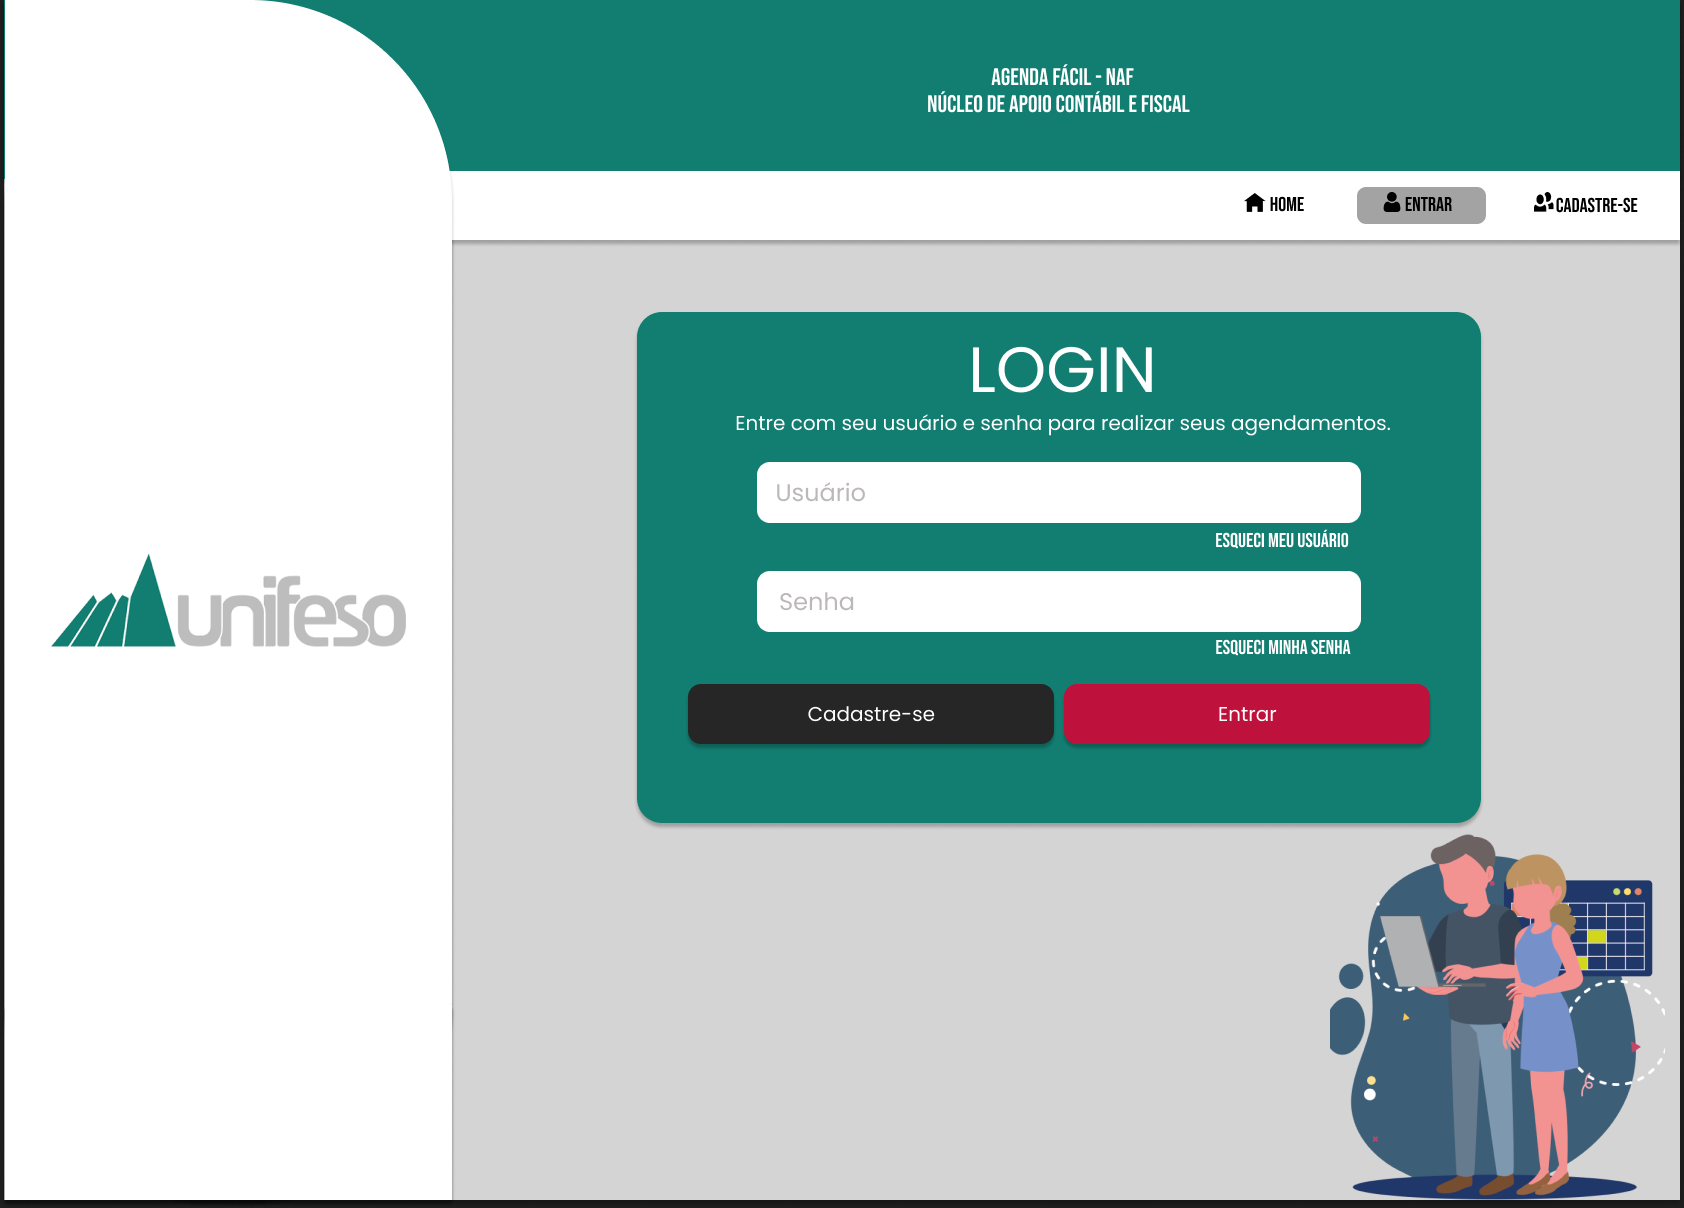 AGENDA FÁCIL - NAF
NÚCLEO DE APOIO CONTÁBIL E FISCAL
HOME
ENTRAR
CADASTRE-SE
LOGIN
Entre com seu usuário e senha para realizar seus agendamentos.
Usuário
ESQUECI MEU USUÁRIO
Senha
ESQUECI MINHA SENHA
Cadastre-se
Entrar
unifeso